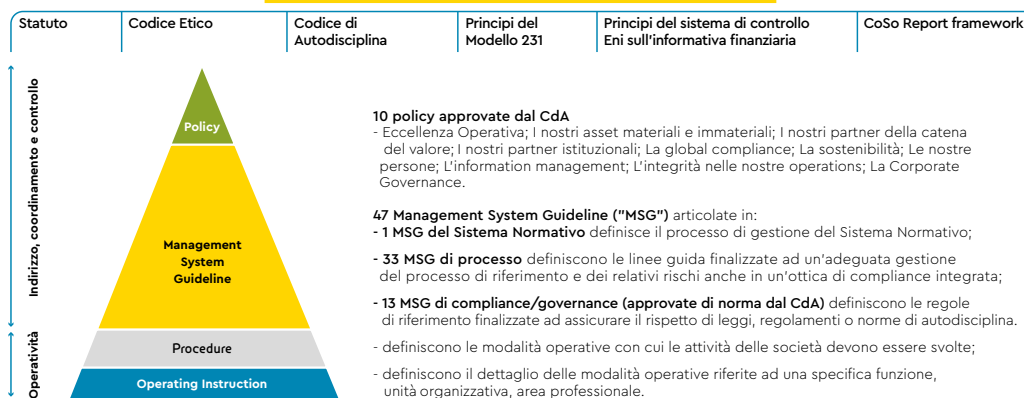 Statuto
Codice Etico
Codice di
Autodisciplina
Principi del
Modello 231
Principi del sistema di controllo
Eni sull'informativa finanziaria
CoSo Report framework
Indirizzo, coordinamento e controllo
Policy
10 policy approvate dal CdA
- Eccellenza Operativa; I nostri asset materiali e immateriali; I nostri partner della catena
del valore; I nostri partner istituzionali; La global compliance; La sostenibilità; Le nostre
persone; L'information management; L'integrità nelle nostre operations; La Corporate
Governance.
Management
System
Guideline
47 Management System Guideline ("MSG") articolate in:
- 1 MSG del Sistema Normativo definisce il processo di gestione del Sistema Normativo;
- 33 MSG di processo definiscono le linee guida finalizzate ad un'adeguata gestione
del processo di riferimento e dei relativi rischi anche in un'ottica di compliance integrata;
- 13 MSG di compliance/governance (approvate di norma dal CdA) definiscono le regole
di riferimento finalizzate ad assicurare il rispetto di leggi, regolamenti o norme di autodisciplina.
Operatività
Procedure
- definiscono le modalità operative con cui le attività delle società devono essere svolte;
Operating Instruction
- definiscono il dettaglio delle modalità operative riferite ad una specifica funzione,
unità organizzativa, area professionale.